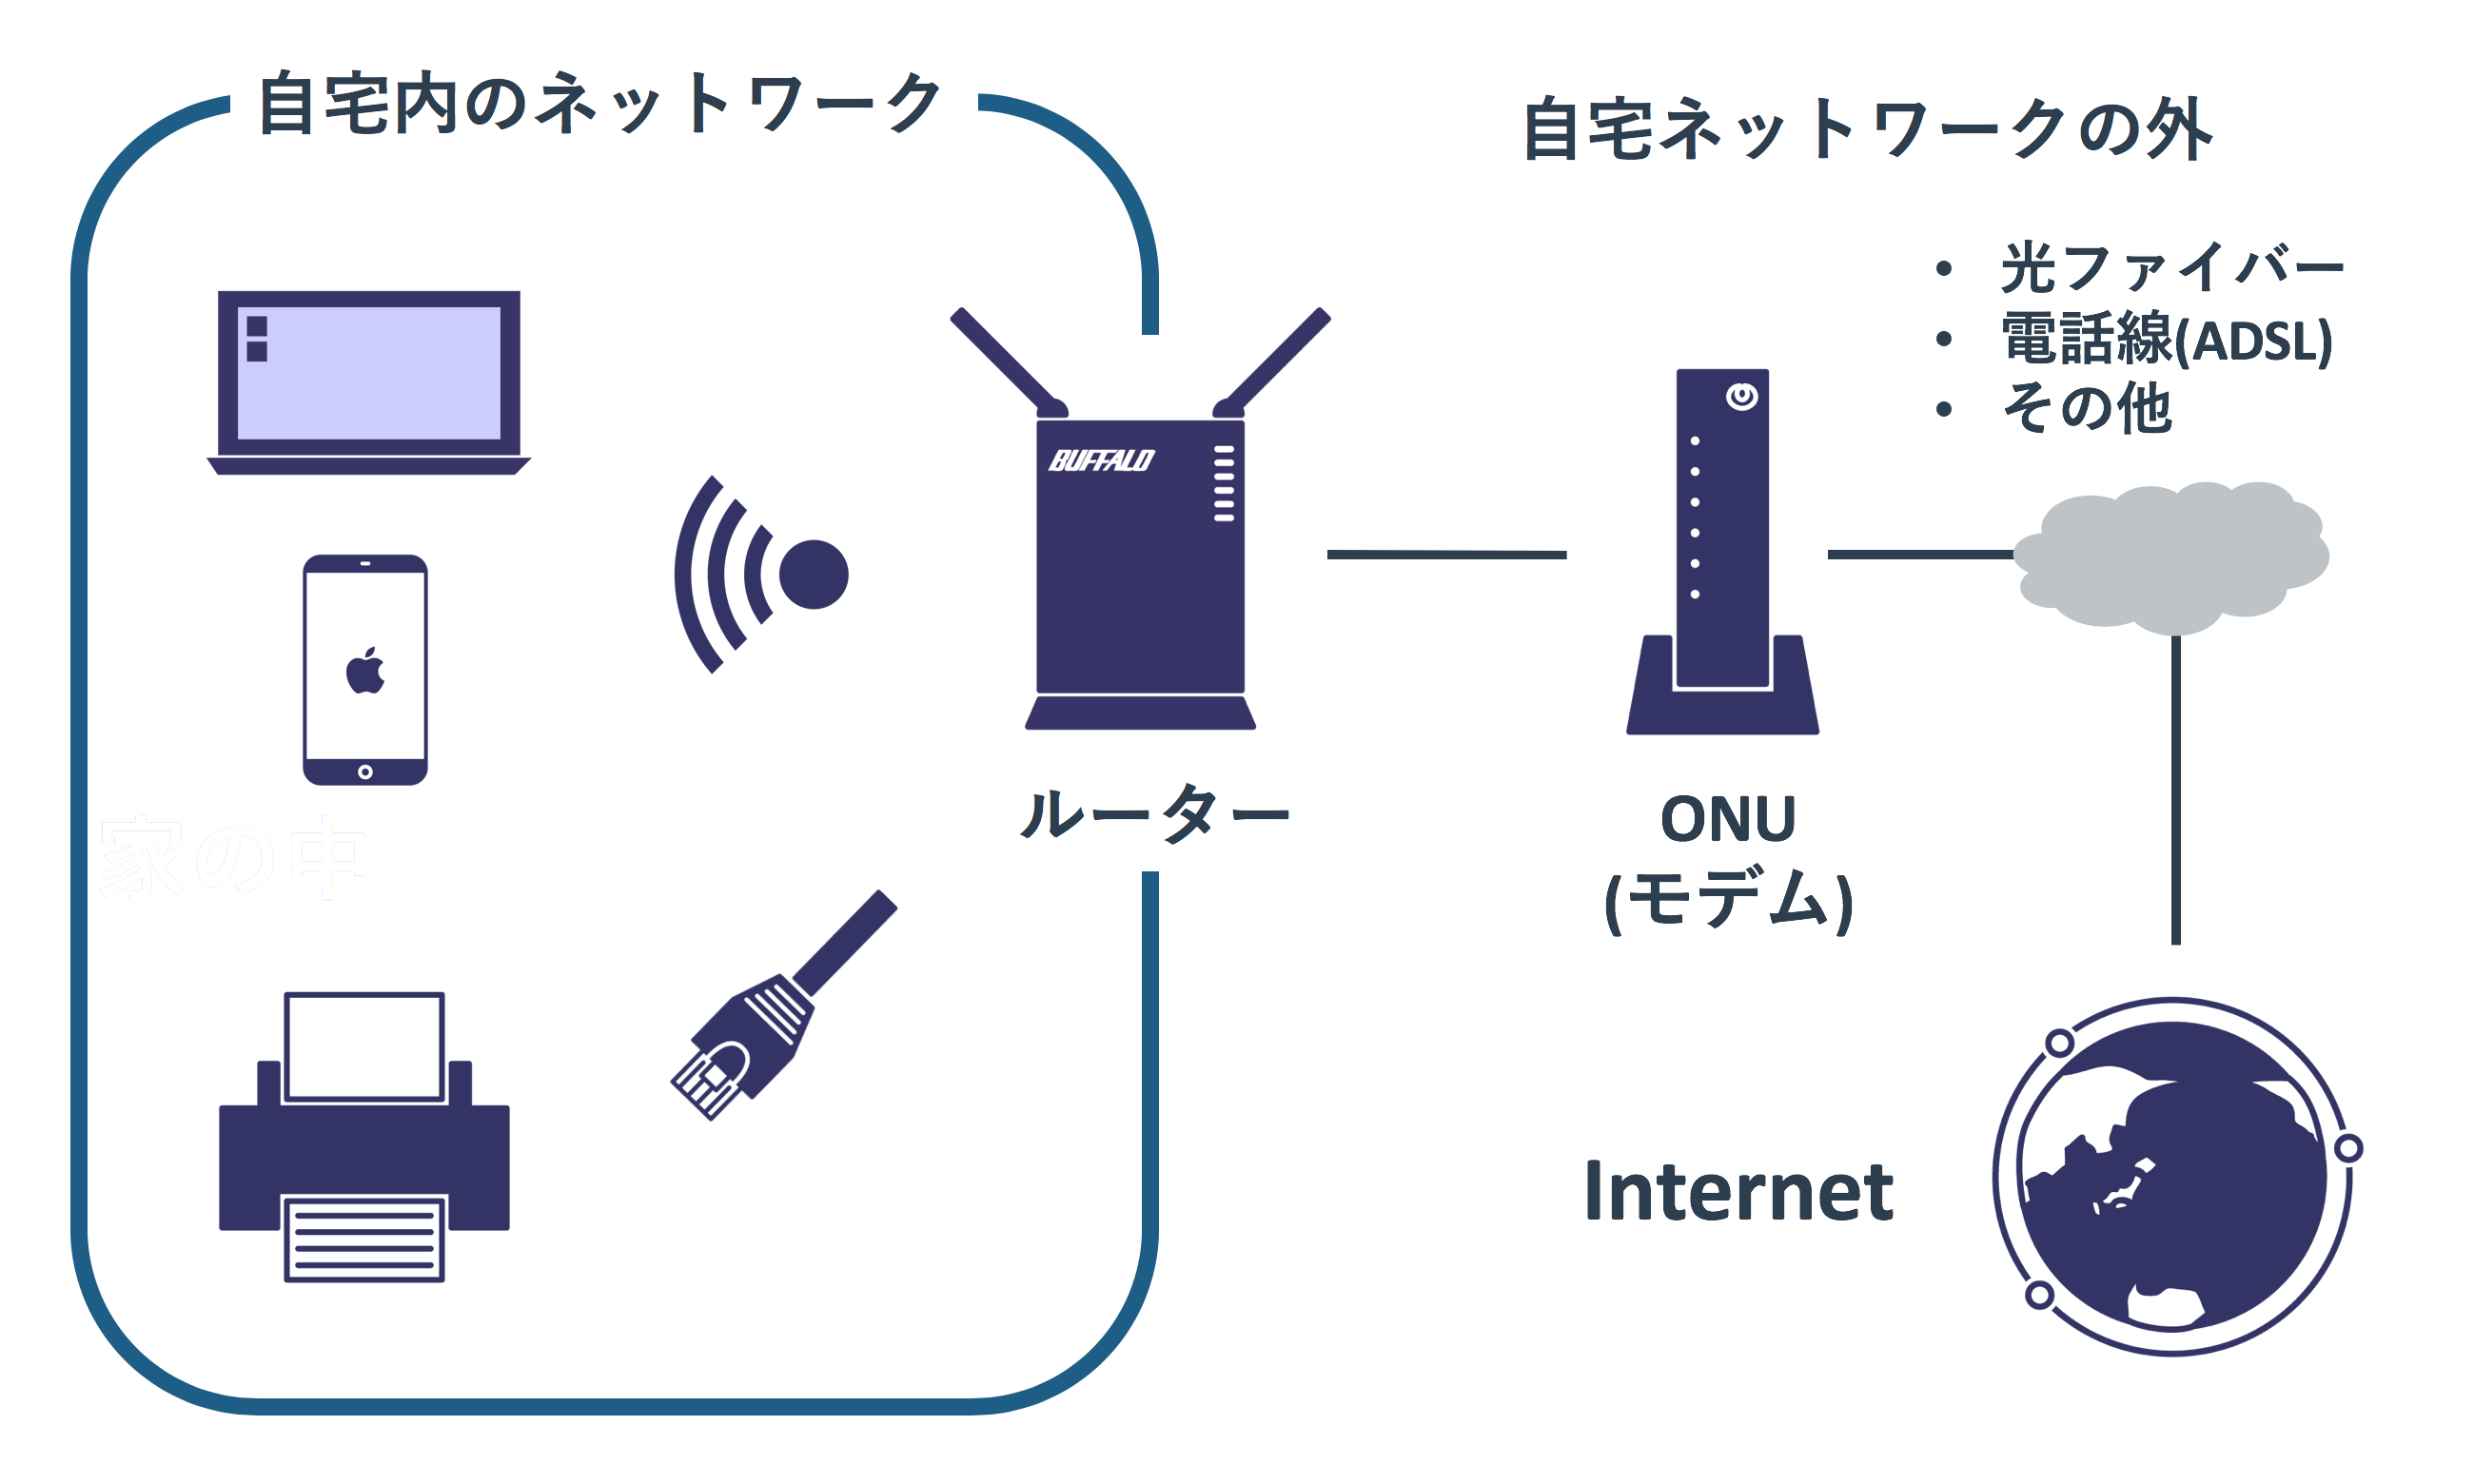 自宅内のネットワーク
自宅ネットワークの外
• 光ファイバー
• 電話線(ADSL)
• その他
BUFFALO
ルーター
ONU
(モデム)
家の中
Internet